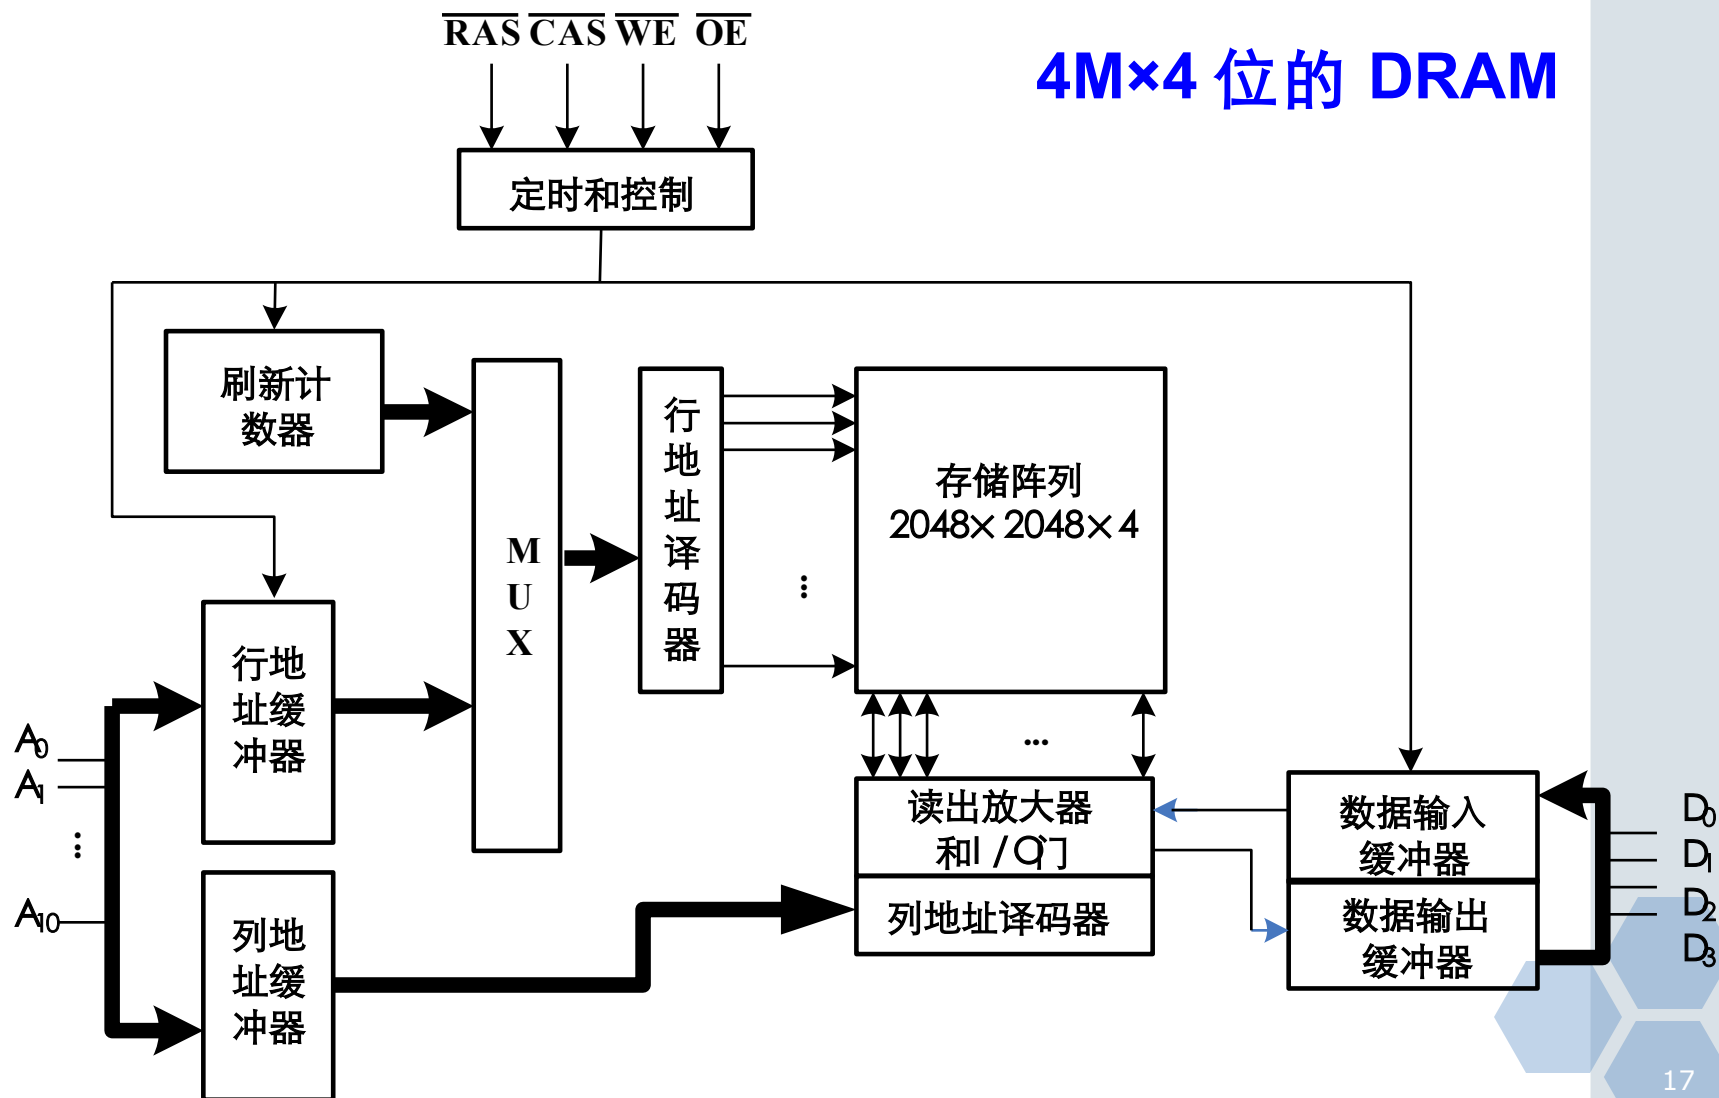 RAS CAS WE OE
4M×4 位的 DRAM
定时和控制
刷新计
数器
MUX
行地址译码器
存储阵列
2048×2048×4
...
行地
址缓
冲器
A0
A1
...
A10
列地
址缓
冲器
...
读出放大器
和I/O门
列地址译码器
数据输入
缓冲器
数据输出
缓冲器
D0
D1
D2
D3
17